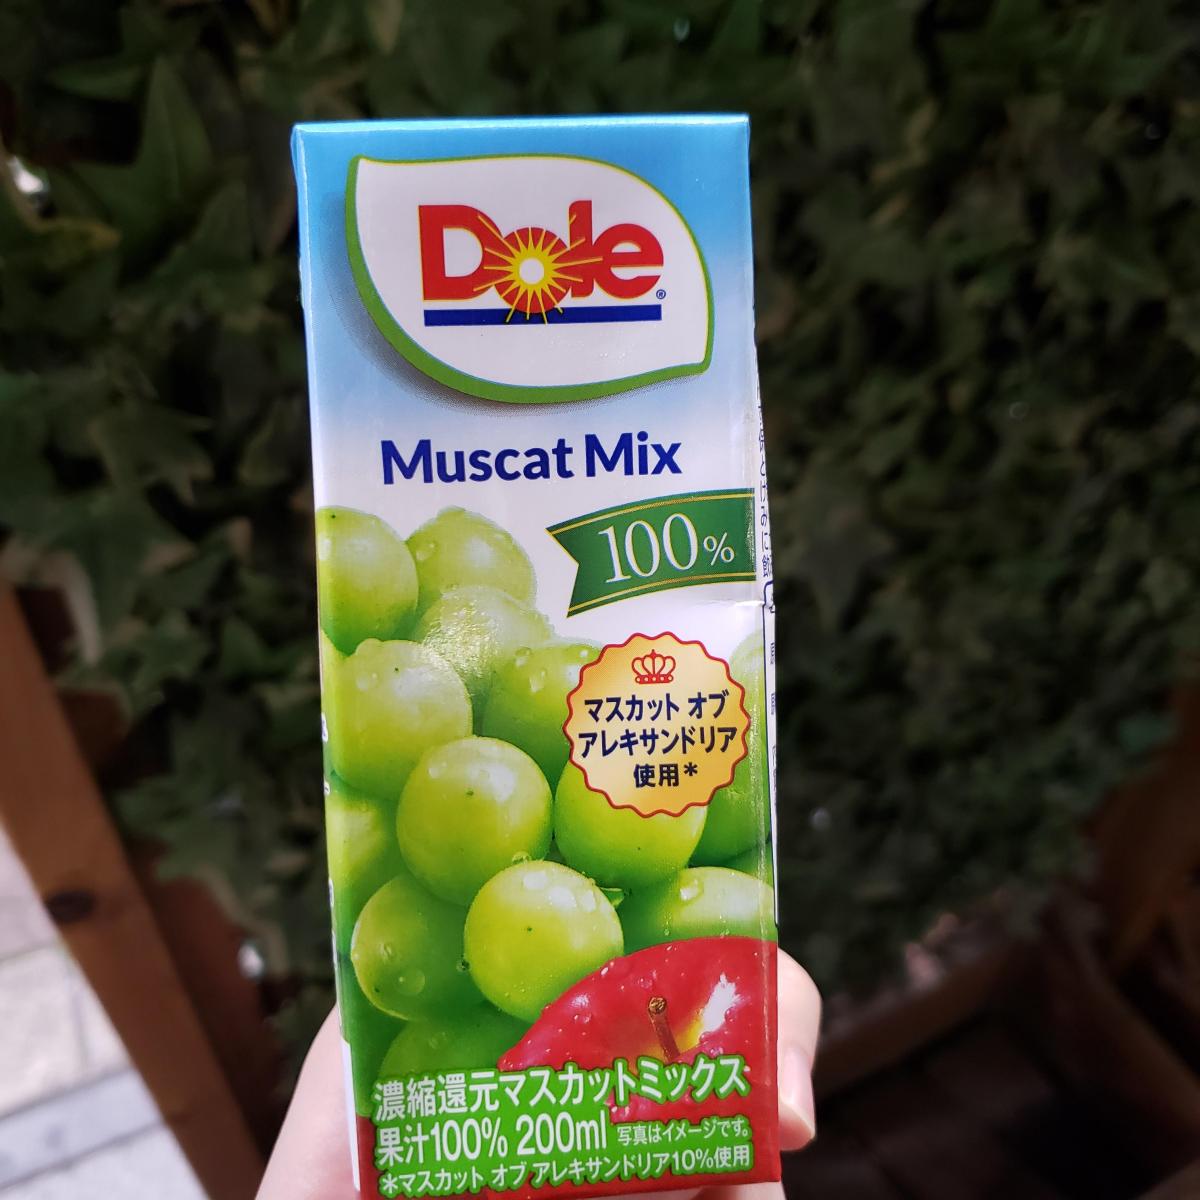 Dole®
Muscat Mix
100%
マスカット オブ
アレキサンドリア
使用*
濃縮還元マスカットミックス
果汁100% 200ml 写真はイメージです。
*マスカット オブ アレキサンドリア10%使用